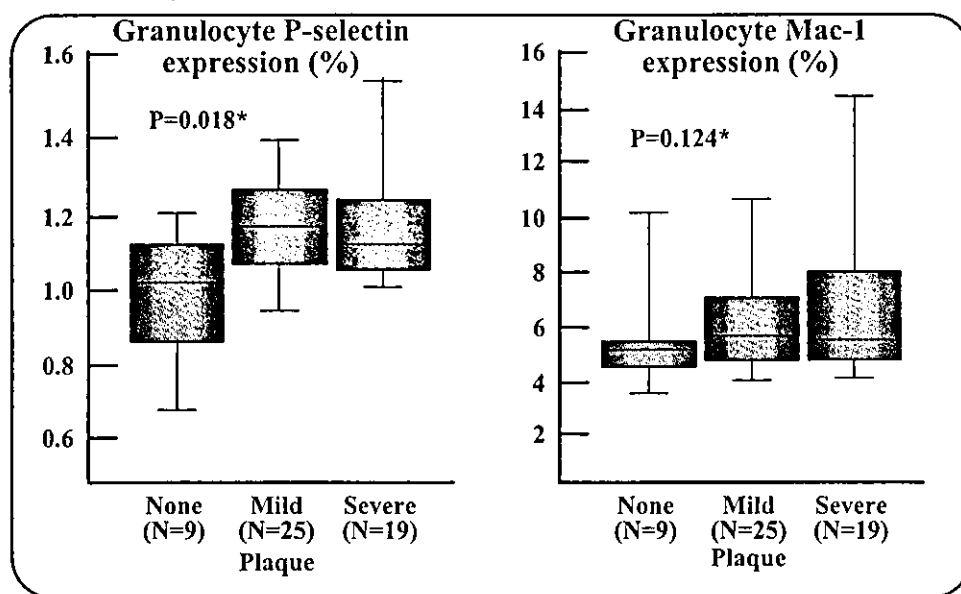 Granulocyte P-selectin
expression (%)
1.6
1.4
1.2
1.0
0.8
0.6
P=0.018*
None
(N=9)
Mild
(N=25)
Severe
(N=19)
Plaque
Granulocyte Mac-1
expression (%)
16
14
12
10
8
6
4
2
P=0.124*
None
(N=9)
Mild
(N=25)
Severe
(N=19)
Plaque